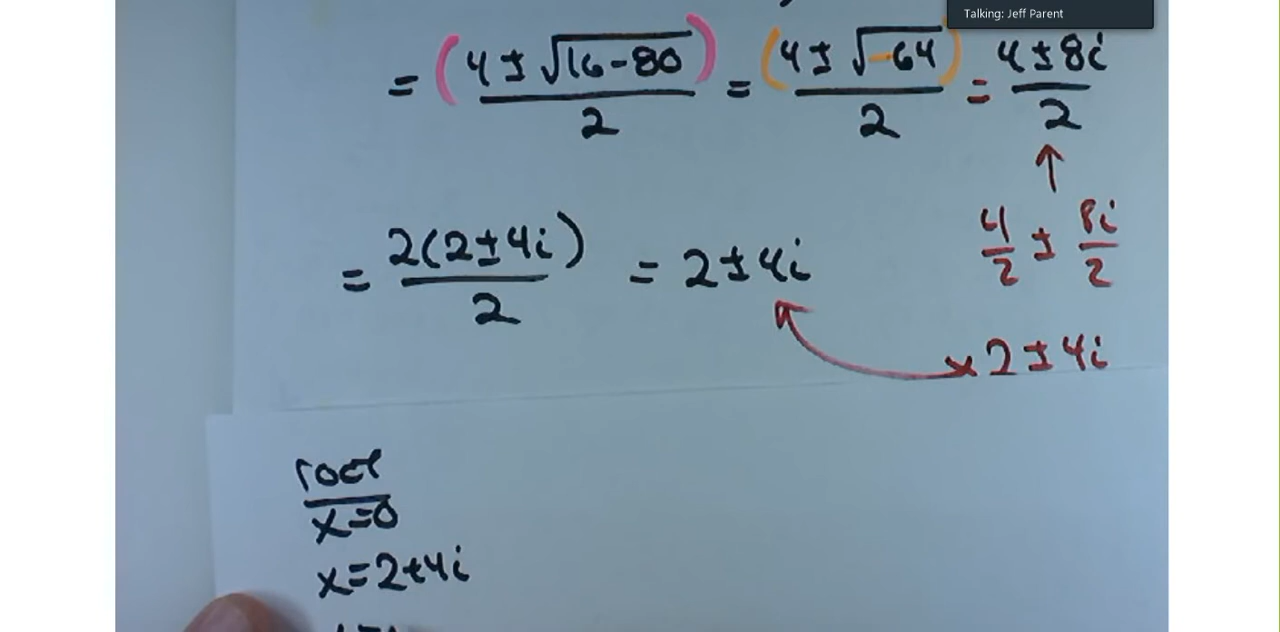 Talking: Jeff Parent
= (4 ± √16-80)/2 = (4 ± √-64)/2 = 4 ± 8i/2
4/2 ± 8i/2
= 2(2±4i)/2 = 2±4i
x 2 ± 4i
root
x=0
x=2+4i